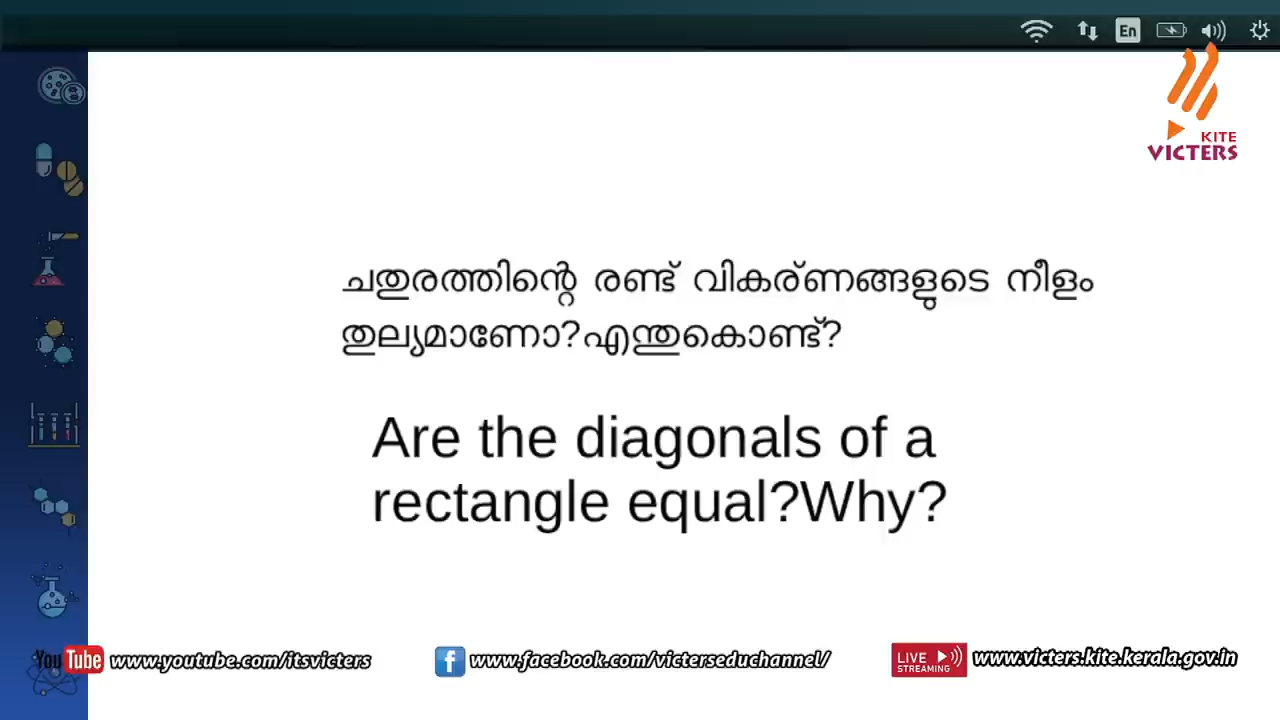 En
KITE
VICTERS
ചതുരത്തിന്റെ രണ്ട് വികര്‌ണങ്ങളുടെ നീളം
തുല്യമാണോ?എന്തുകൊണ്ട്?
Are the diagonals of a
rectangle equal?Why?
YouTube www.youtube.com/itsvicters
f www.facebook.com/victerseduchannel/
LIVE STREAMING www.victers.kite.kerala.gov.in